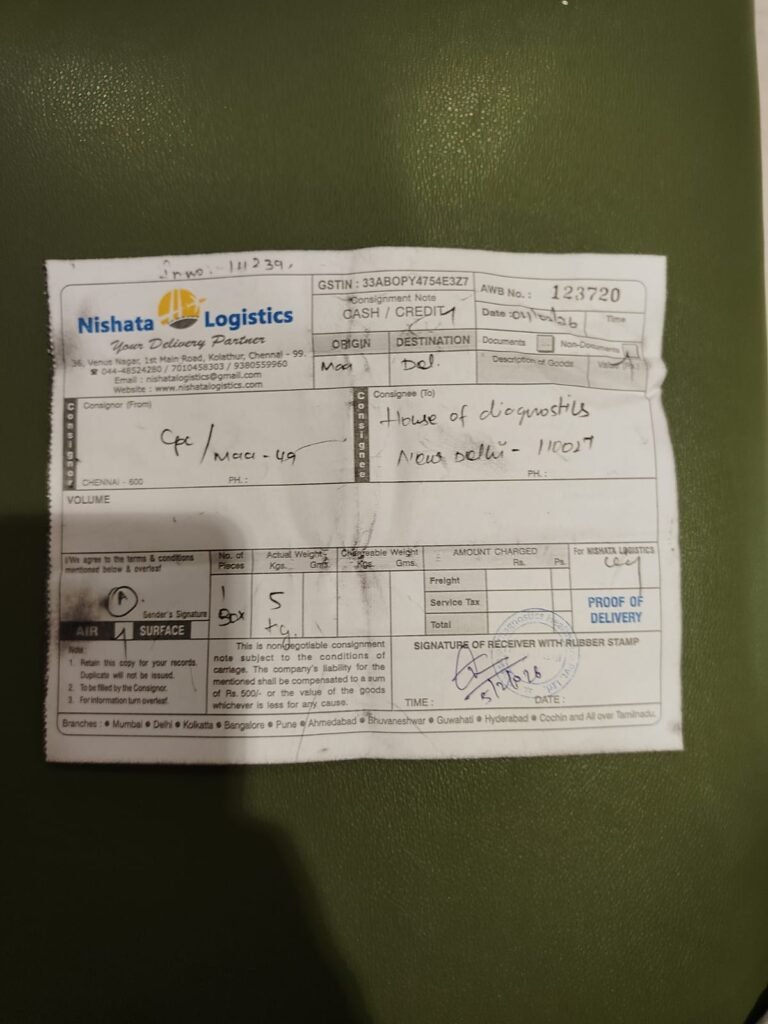 Inno. - 111239,
Nishata Logistics
Your Delivery Partner
36, Venus Nagar, 1st Main Road, Kolathur, Chennai - 99.
☎ 044-48524280 / 7010458303 / 9380559960
Email : nishatalogistics@gmail.com
Website : www.nishatalogistics.com
GSTIN : 33ABOPY4754E3Z7
Consignment Note
CASH / CREDIT
ORIGIN DESTINATION
Maa Del.
AWB No. : 123720
Date : Time
Documents Non-Documents
Description of Goods Value (Rs.)
Consignor
Consignor (From)
Cpc / Maa - 49
CHENNAI - 600 PH. :
Consignee
Consignee (To)
House of diagnostics
New Delhi - 110027
PH. :
VOLUME
I/We agree to the terms & conditions
mentioned below & overleaf
Sender's Signature
AIR SURFACE
No. of Pieces
1
Box
Actual Weight
Kgs. Gms.
5
kg.
Chargeable Weight
Kgs. Gms.
AMOUNT CHARGED
Rs. Ps.
Freight
Service Tax
Total
For NISHATA LOGISTICS
PROOF OF
DELIVERY
Note:
1. Retain this copy for your records.
Duplicate will not be issued.
2. To be filled by the Consignor.
3. For information turn overleaf.
This is nonnegotiable consignment
note subject to the conditions of
carriage. The company's liability for the
mentioned shall be compensated to a sum
of Rs. 500/- or the value of the goods
whichever is less for any cause.
SIGNATURE OF RECEIVER WITH RUBBER STAMP
5/2/2026
TIME : DATE :
Branches : ● Mumbai ● Delhi ● Kolkatta ● Bangalore ● Pune ● Ahmedabad ● Bhuvaneshwar ● Guwahati ● Hyderabad ● Cochin and All over Tamilnadu.